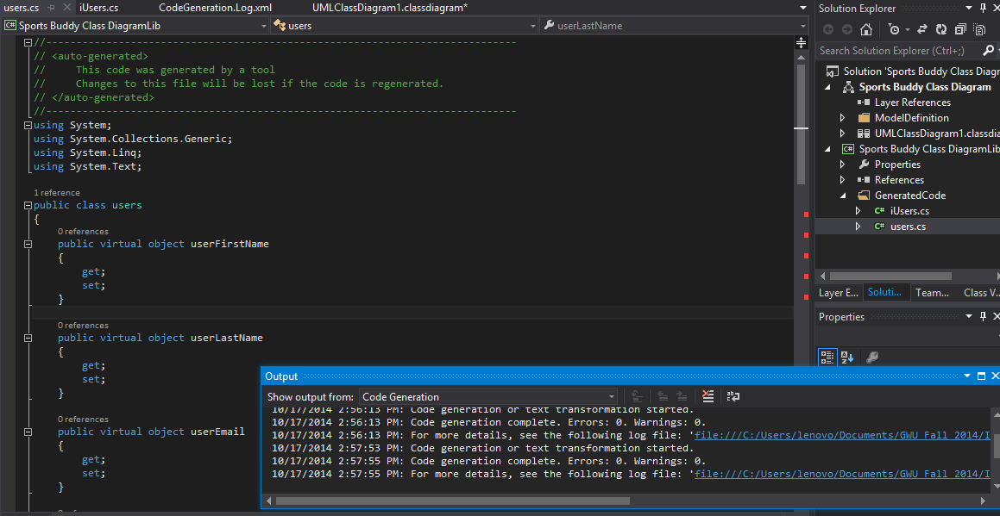 users.cs
iUsers.cs
CodeGeneration.Log.xml
UMLClassDiagram1.classdiagram*
Sports Buddy Class DiagramLib
users
userLastName
//------------------------------------------------------------------------------
// <auto-generated>
//     This code was generated by a tool
//     Changes to this file will be lost if the code is regenerated.
// </auto-generated>
//------------------------------------------------------------------------------
using System;
using System.Collections.Generic;
using System.Linq;
using System.Text;
1 reference
public class users
{
0 references
public virtual object userFirstName
{
get;
set;
}
0 references
public virtual object userLastName
{
get;
set;
}
0 references
public virtual object userEmail
{
get;
set;
}
Output
Show output from: Code Generation
10/17/2014 2:56:13 PM: Code generation or text transformation started.
10/17/2014 2:56:13 PM: Code generation complete. Errors: 0. Warnings: 0.
10/17/2014 2:56:13 PM: For more details, see the following log file: 'file:///C:/Users/lenovo/Documents/GWU Fall 2014/I
10/17/2014 2:57:53 PM: Code generation or text transformation started.
10/17/2014 2:57:55 PM: Code generation complete. Errors: 0. Warnings: 0.
10/17/2014 2:57:55 PM: For more details, see the following log file: 'file:///C:/Users/lenovo/Documents/GWU Fall 2014/I
Solution Explorer
Search Solution Explorer (Ctrl+;)
Solution 'Sports Buddy Class Diagr
Sports Buddy Class Diagram
Layer References
ModelDefinition
UMLClassDiagram1.classdia
C# Sports Buddy Class DiagramLib
Properties
References
GeneratedCode
C# iUsers.cs
C# users.cs
Layer E... Soluti... Team... Class V...
Properties